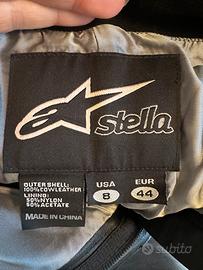 stella
OUTER SHELL:
100%COWLEATHER
LINING:
50%NYLON
50%ACETATE
MADE IN CHINA
USA
8
EUR
44
subito